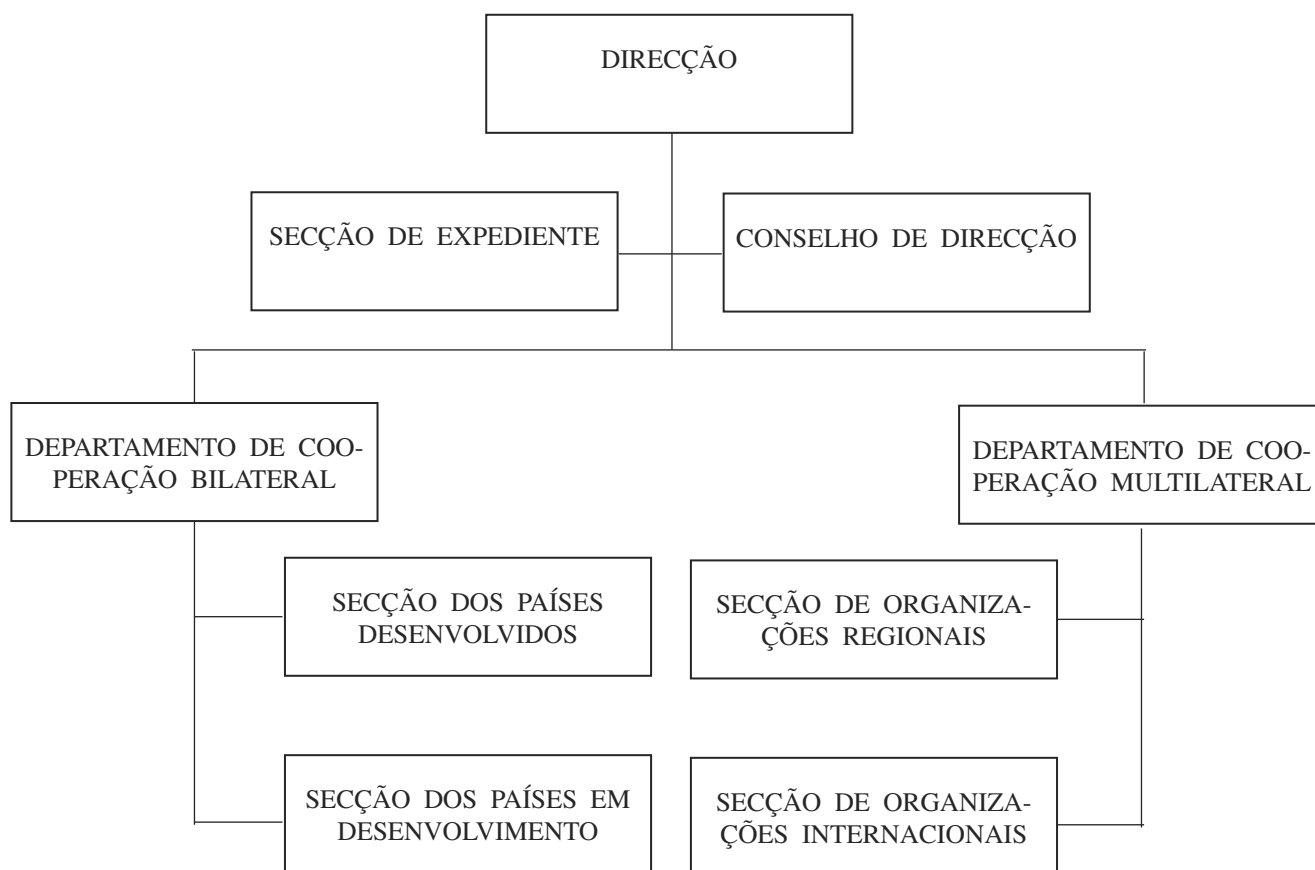 DIRECÇÃO
SECÇÃO DE EXPEDIENTE
CONSELHO DE DIRECÇÃO
DEPARTAMENTO DE COO-
PERAÇÃO BILATERAL
DEPARTAMENTO DE COO-
PERAÇÃO MULTILATERAL
SECÇÃO DOS PAÍSES
DESENVOLVIDOS
SECÇÃO DE ORGANIZA-
ÇÕES REGIONAIS
SECÇÃO DOS PAÍSES EM
DESENVOLVIMENTO
SECÇÃO DE ORGANIZA-
ÇÕES INTERNACIONAIS